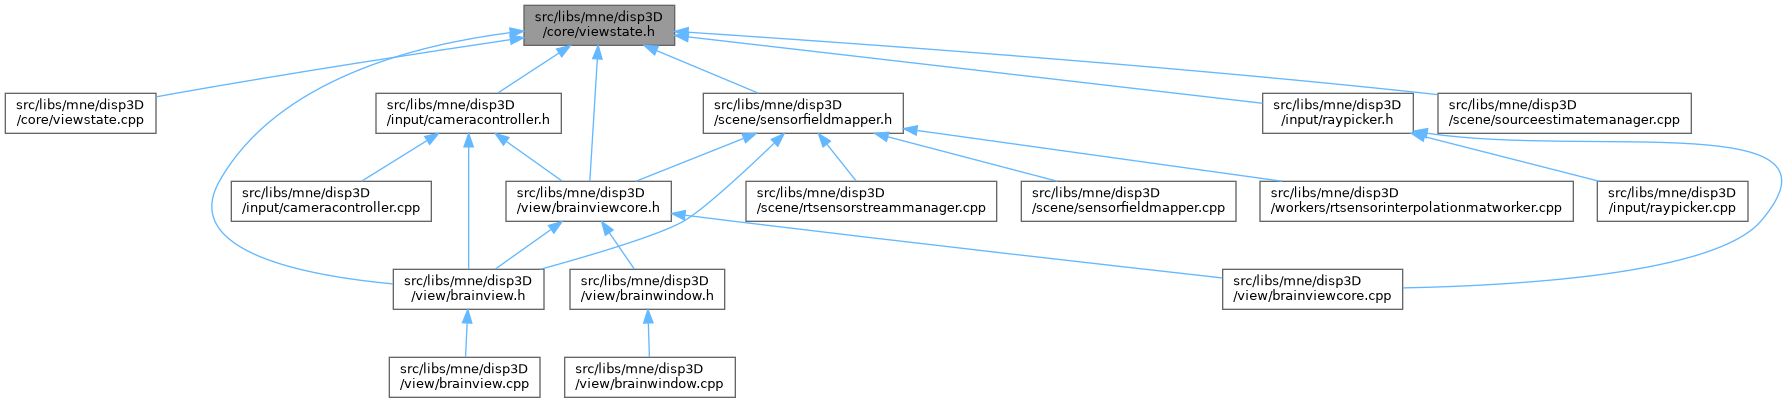 src/libs/mne/disp3D
/core/viewstate.h
src/libs/mne/disp3D
/core/viewstate.cpp
src/libs/mne/disp3D
/input/cameracontroller.h
src/libs/mne/disp3D
/scene/sensorfieldmapper.h
src/libs/mne/disp3D
/input/raypicker.h
src/libs/mne/disp3D
/scene/sourceestimatemanager.cpp
src/libs/mne/disp3D
/input/cameracontroller.cpp
src/libs/mne/disp3D
/view/brainviewcore.h
src/libs/mne/disp3D
/scene/rtsensorstreammanager.cpp
src/libs/mne/disp3D
/scene/sensorfieldmapper.cpp
src/libs/mne/disp3D
/workers/rtsensorinterpolationmatworker.cpp
src/libs/mne/disp3D
/input/raypicker.cpp
src/libs/mne/disp3D
/view/brainview.h
src/libs/mne/disp3D
/view/brainwindow.h
src/libs/mne/disp3D
/view/brainviewcore.cpp
src/libs/mne/disp3D
/view/brainview.cpp
src/libs/mne/disp3D
/view/brainwindow.cpp